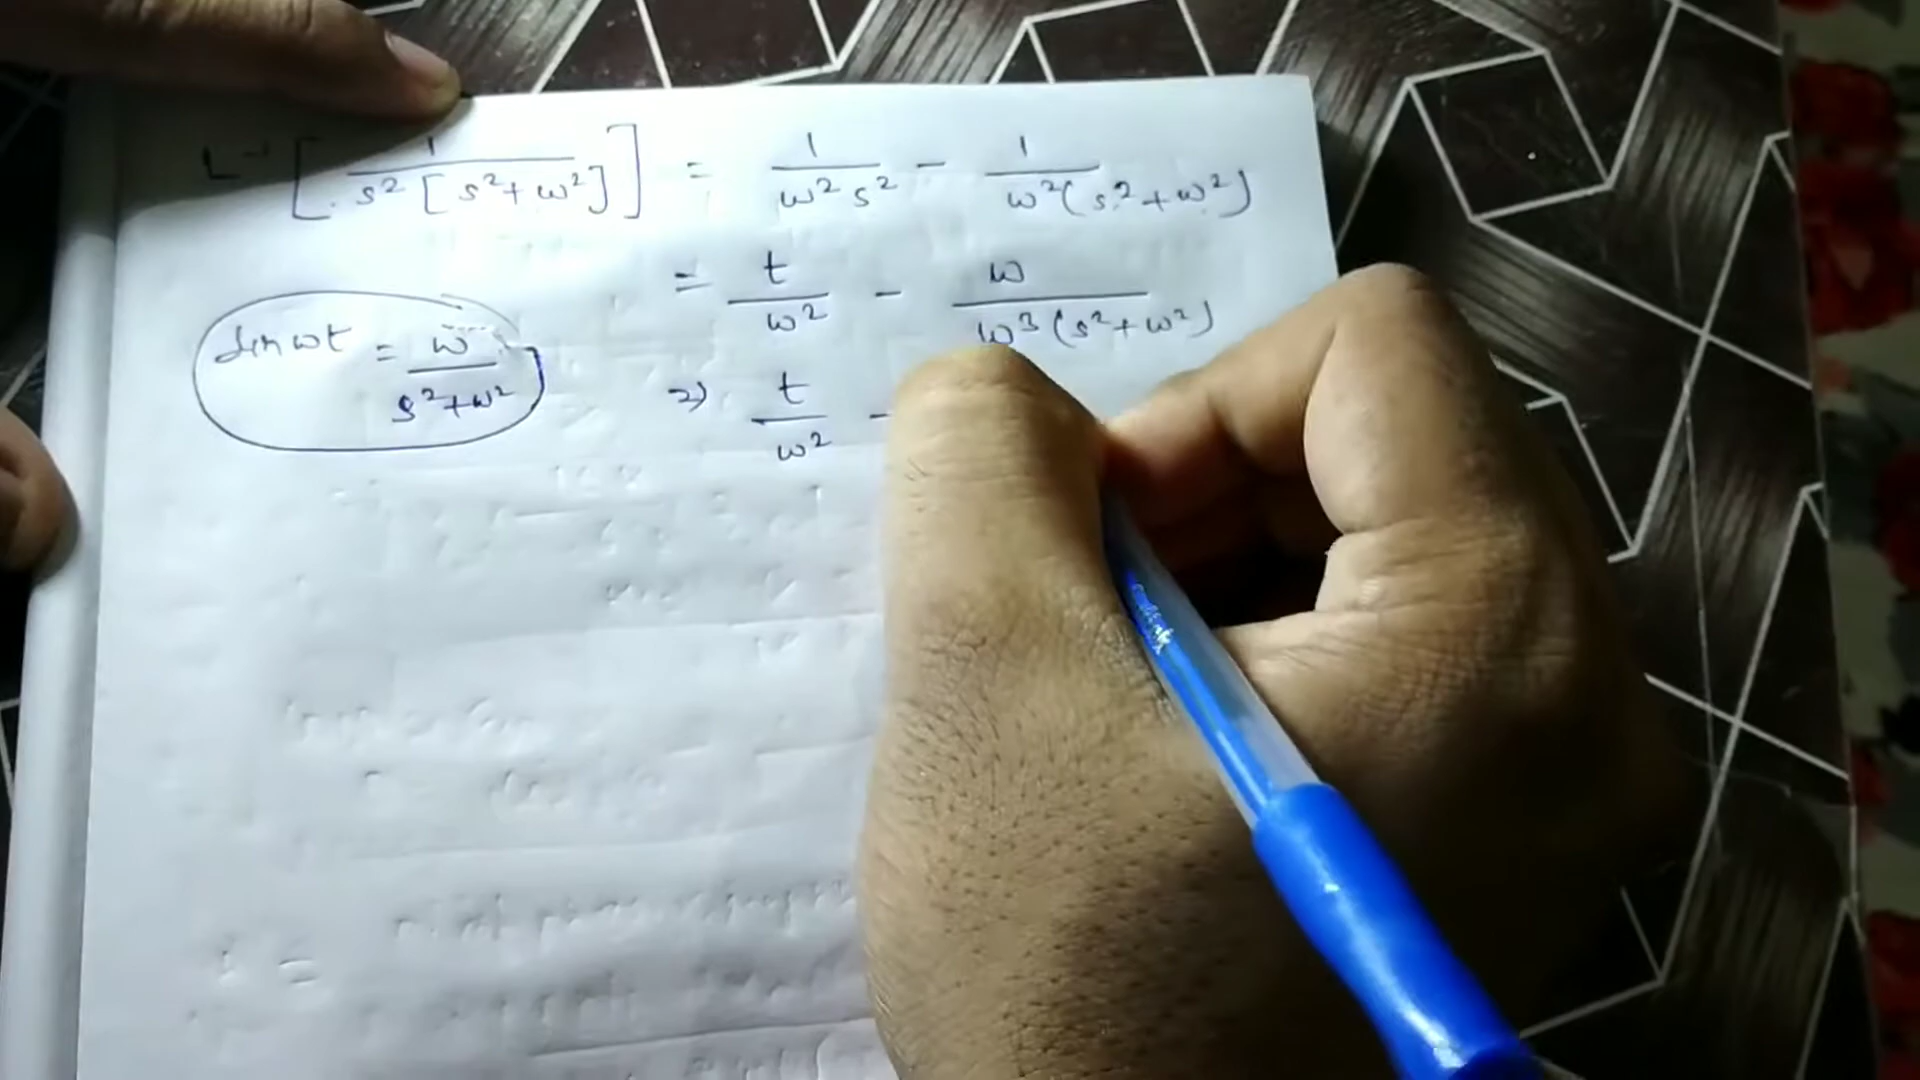 L⁻¹ [ 1 / s² [s² + ω²] ] = 1 / ω² s² - 1 / ω² (s² + ω²)
= t / ω² - ω / ω³ (s² + ω²)
sin ωt = ω / s² + ω²
⇒ t / ω² -